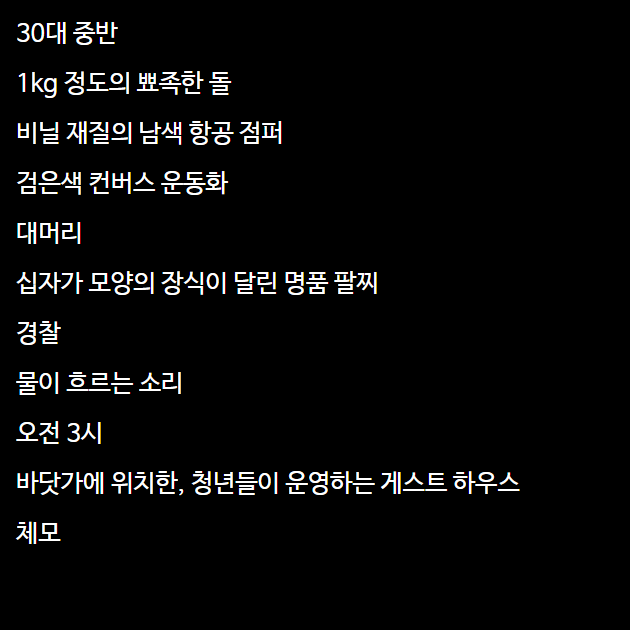 30대 중반
1kg 정도의 뾰족한 돌
비닐 재질의 남색 항공 점퍼
검은색 컨버스 운동화
대머리
십자가 모양의 장식이 달린 명품 팔찌
경찰
물이 흐르는 소리
오전 3시
바닷가에 위치한, 청년들이 운영하는 게스트 하우스
체모